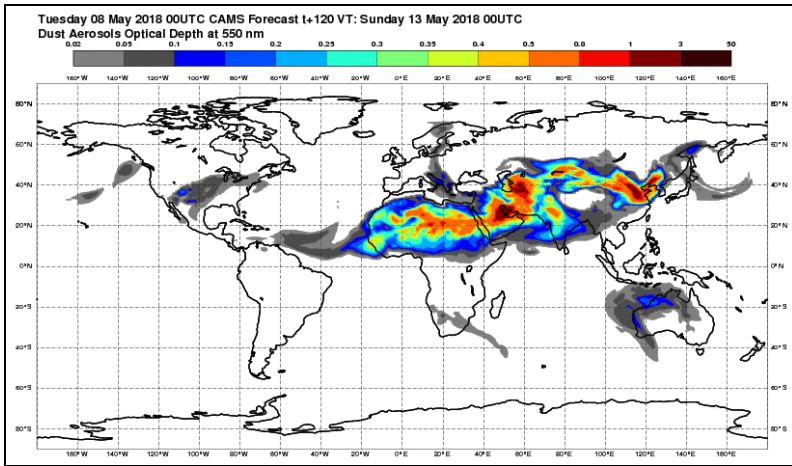 Tuesday 08 May 2018 00UTC CAMS Forecast t+120 VT: Sunday 13 May 2018 00UTC
Dust Aerosols Optical Depth at 550 nm
0.02 0.05 0.1 0.15 0.2 0.25 0.3 0.35 0.4 0.5 0.8 1 3 50
160°W 140°W 120°W 100°W 80°W 60°W 40°W 20°W 0°E 20°E 40°E 60°E 80°E 100°E 120°E 140°E 160°E
80°N 80°N
60°N 60°N
40°N 40°N
20°N 20°N
0°N 0°N
20°S 20°S
40°S 40°S
60°S 60°S
80°S 80°S
160°W 140°W 120°W 100°W 80°W 60°W 40°W 20°W 0°E 20°E 40°E 60°E 80°E 100°E 120°E 140°E 160°E